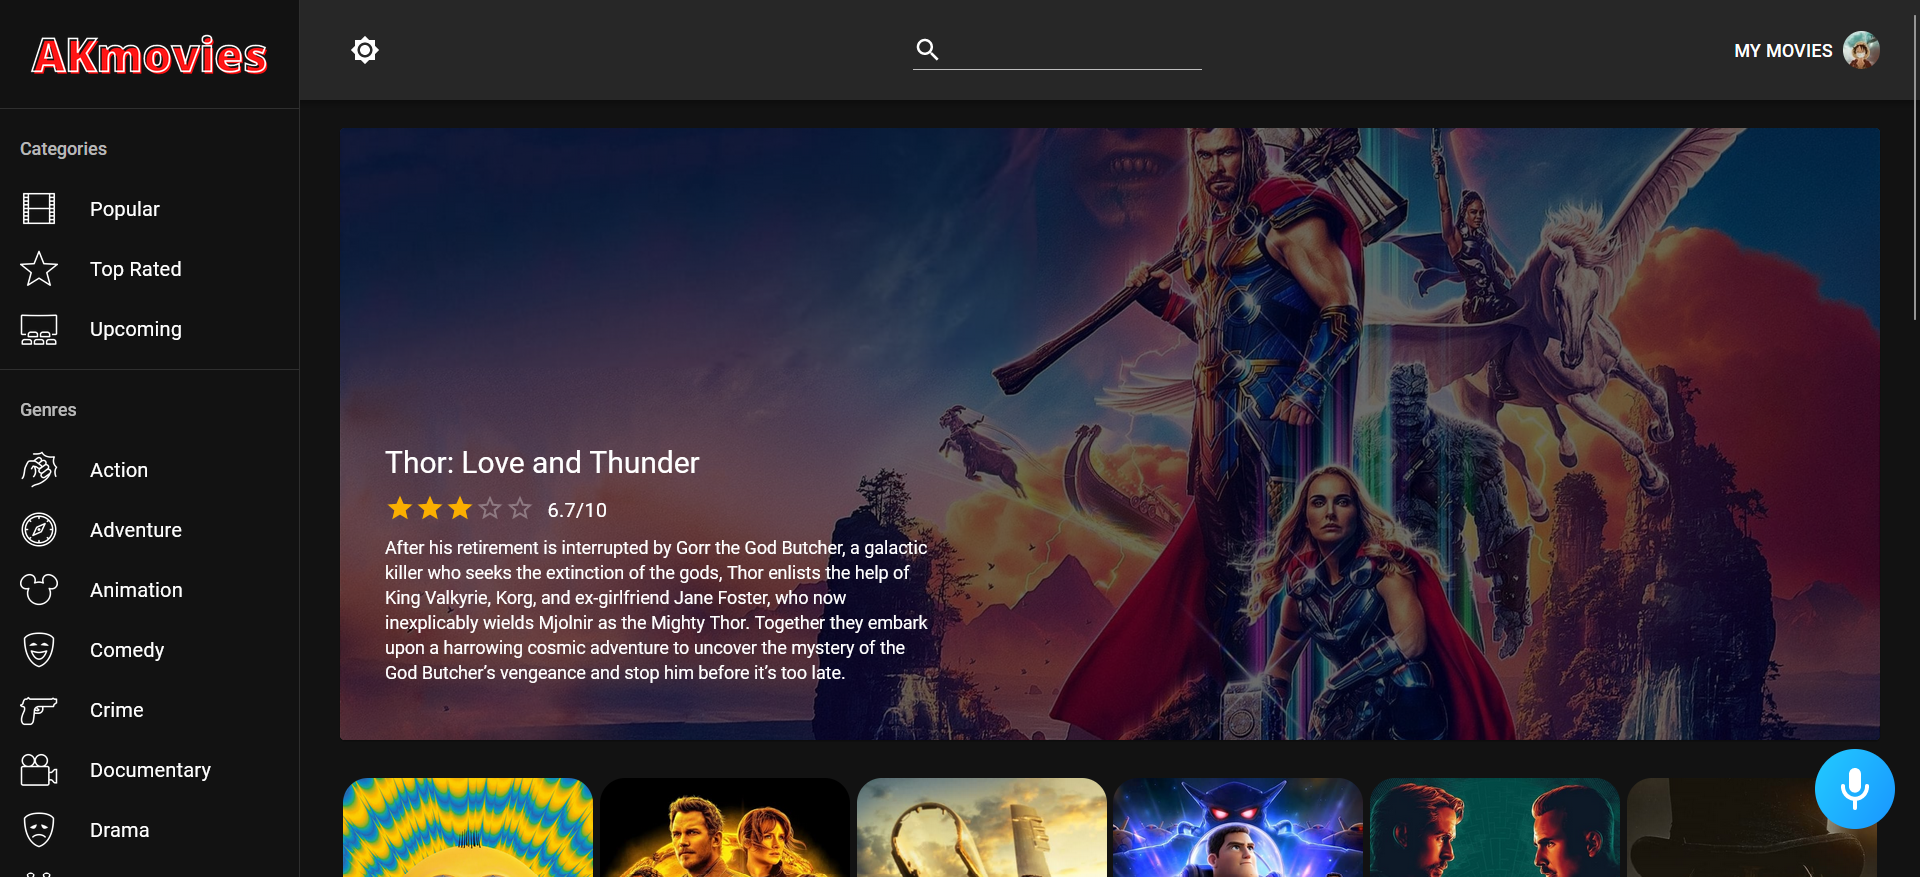 AKmovies
MY MOVIES
Categories
Popular
Top Rated
Upcoming
Genres
Action
Adventure
Animation
Comedy
Crime
Documentary
Drama
Thor: Love and Thunder
6.7/10
After his retirement is interrupted by Gorr the God Butcher, a galactic
killer who seeks the extinction of the gods, Thor enlists the help of
King Valkyrie, Korg, and ex-girlfriend Jane Foster, who now
inexplicably wields Mjolnir as the Mighty Thor. Together they embark
upon a harrowing cosmic adventure to uncover the mystery of the
God Butcher’s vengeance and stop him before it’s too late.